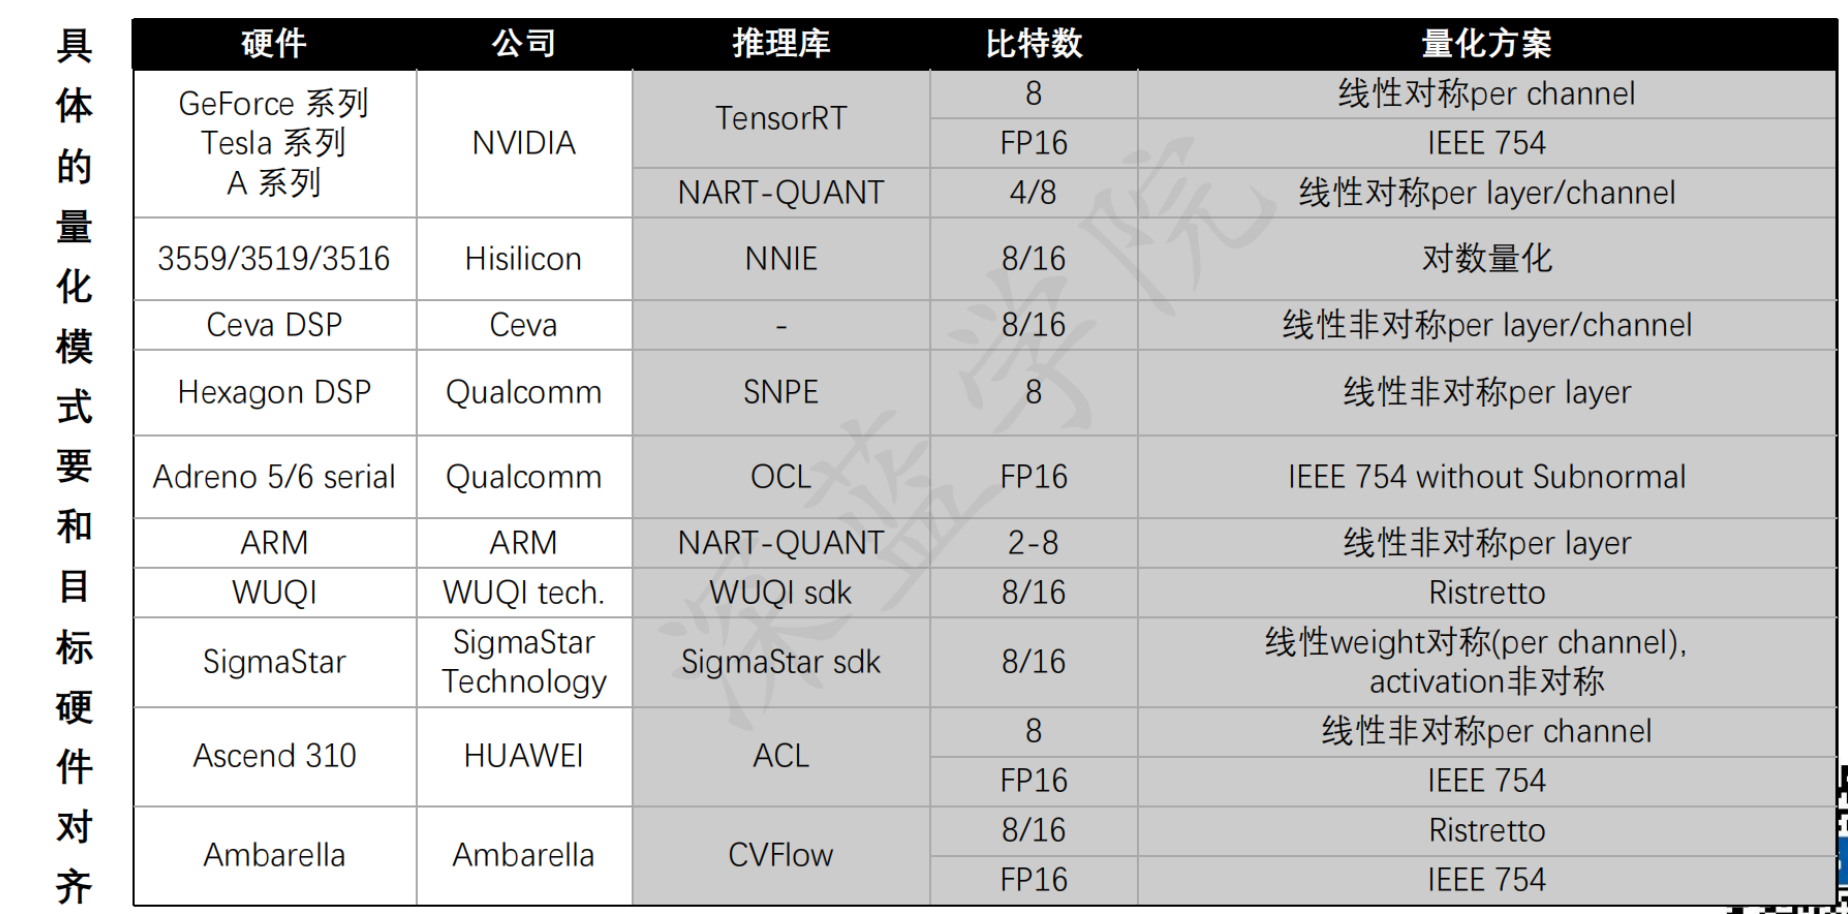 具体的量化模式要和目标硬件对齐
硬件 公司 推理库 比特数 量化方案
GeForce 系列
Tesla 系列
A 系列
NVIDIA
TensorRT
8 线性对称per channel
FP16 IEEE 754
NART-QUANT 4/8 线性对称per layer/channel
3559/3519/3516 Hisilicon NNIE 8/16 对数量化
Ceva DSP Ceva - 8/16 线性非对称per layer/channel
Hexagon DSP Qualcomm SNPE 8 线性非对称per layer
Adreno 5/6 serial Qualcomm OCL FP16 IEEE 754 without Subnormal
ARM ARM NART-QUANT 2-8 线性非对称per layer
WUQI WUQI tech. WUQI sdk 8/16 Ristretto
SigmaStar
SigmaStar
Technology
SigmaStar sdk 8/16
线性weight对称(per channel),
activation非对称
Ascend 310 HUAWEI ACL
8 线性非对称per channel
FP16 IEEE 754
Ambarella Ambarella CVFlow
8/16 Ristretto
FP16 IEEE 754
深蓝学院